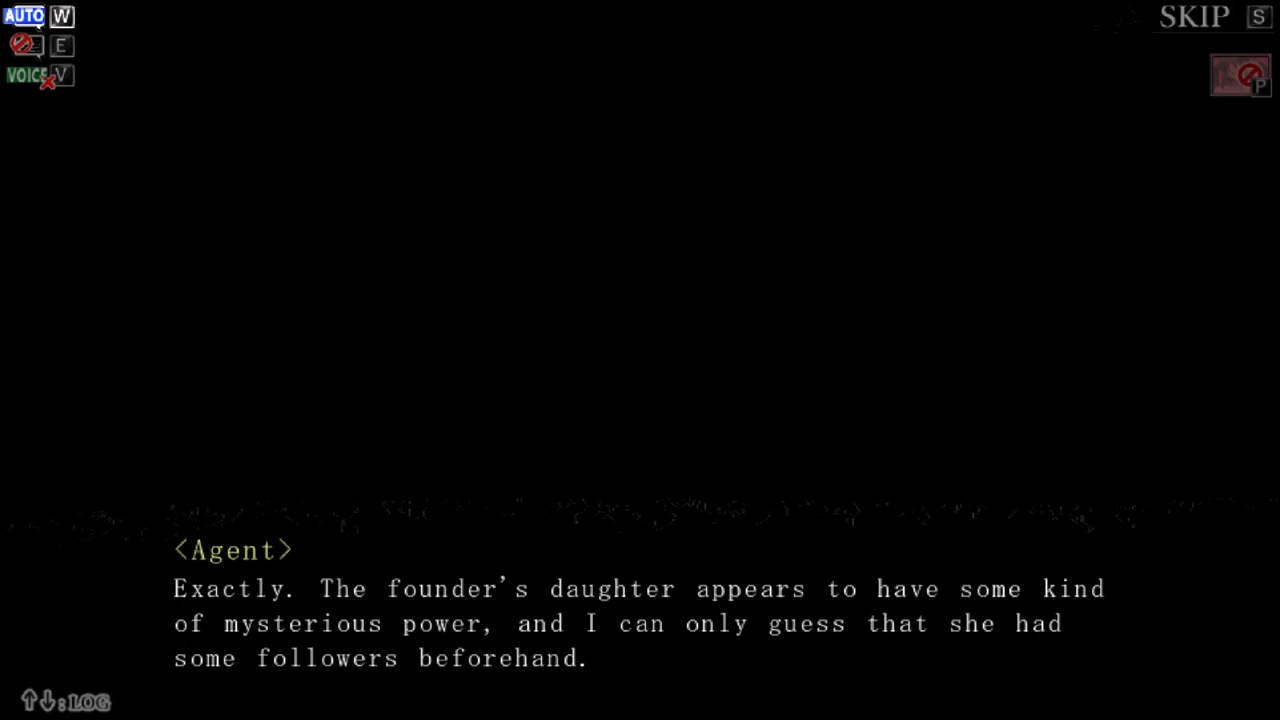 AUTO W
SKIP S
E
VOICE V
P
<Agent>
Exactly. The founder's daughter appears to have some kind
of mysterious power, and I can only guess that she had
some followers beforehand.
↑↓:LOG